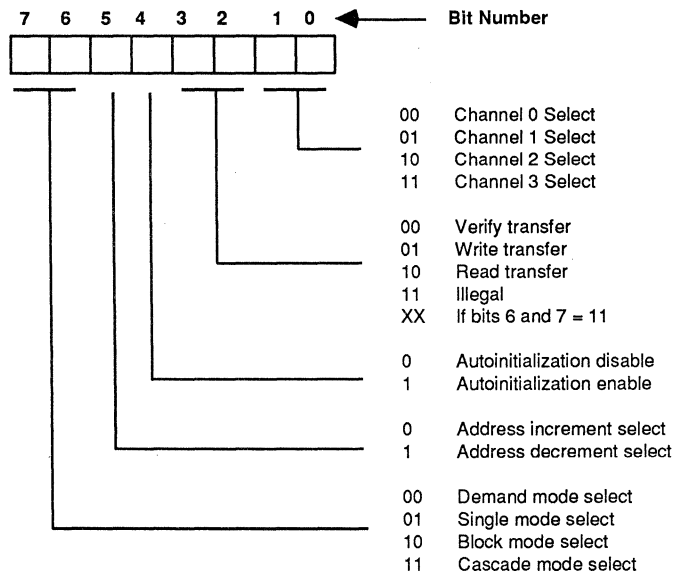 7 6 5 4 3 2 1 0 Bit Number
00 Channel 0 Select
01 Channel 1 Select
10 Channel 2 Select
11 Channel 3 Select
00 Verify transfer
01 Write transfer
10 Read transfer
11 Illegal
XX If bits 6 and 7 = 11
0 Autoinitialization disable
1 Autoinitialization enable
0 Address increment select
1 Address decrement select
00 Demand mode select
01 Single mode select
10 Block mode select
11 Cascade mode select